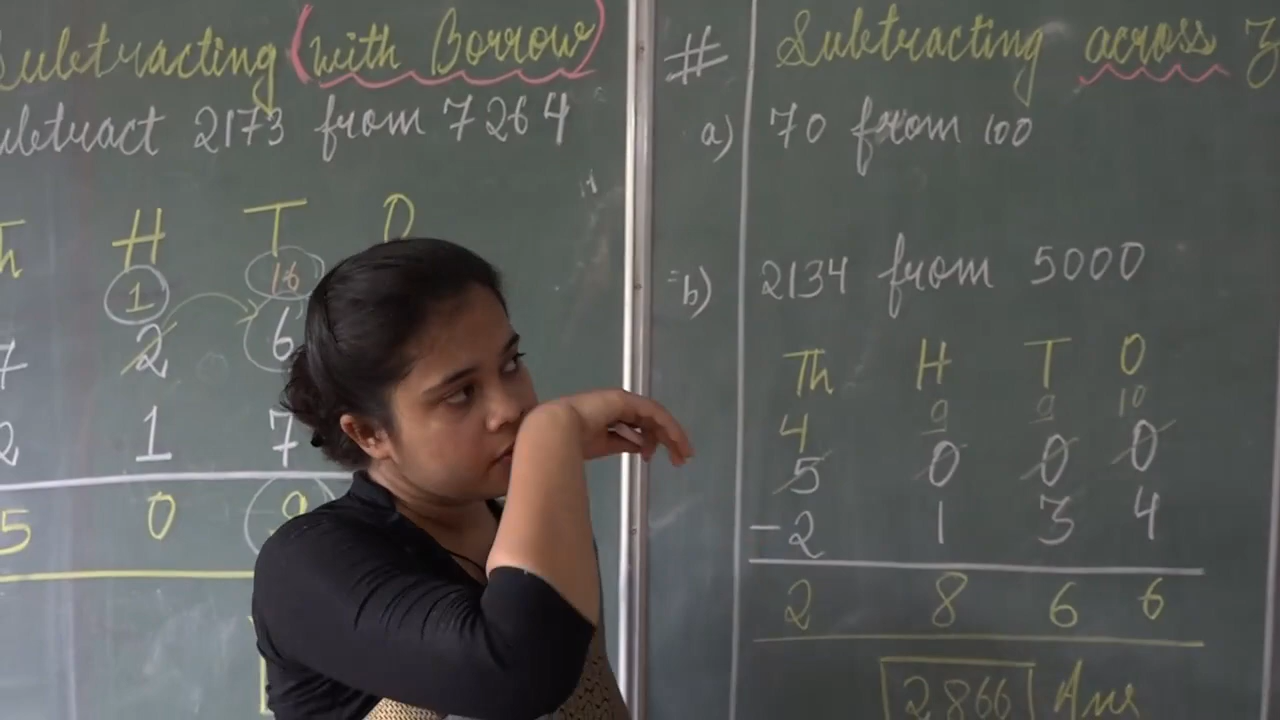 Subtracting (with Borrow)
Subtract 2173 from 7264
Th H T O
1 16
7 2 6
2 1 7
5 0 9
# Subtracting across
a) 70 from 100
b) 2134 from 5000
Th H T O
4 9 9 10
5 0 0 0
- 2 1 3 4
2 8 6 6
2866 Ans